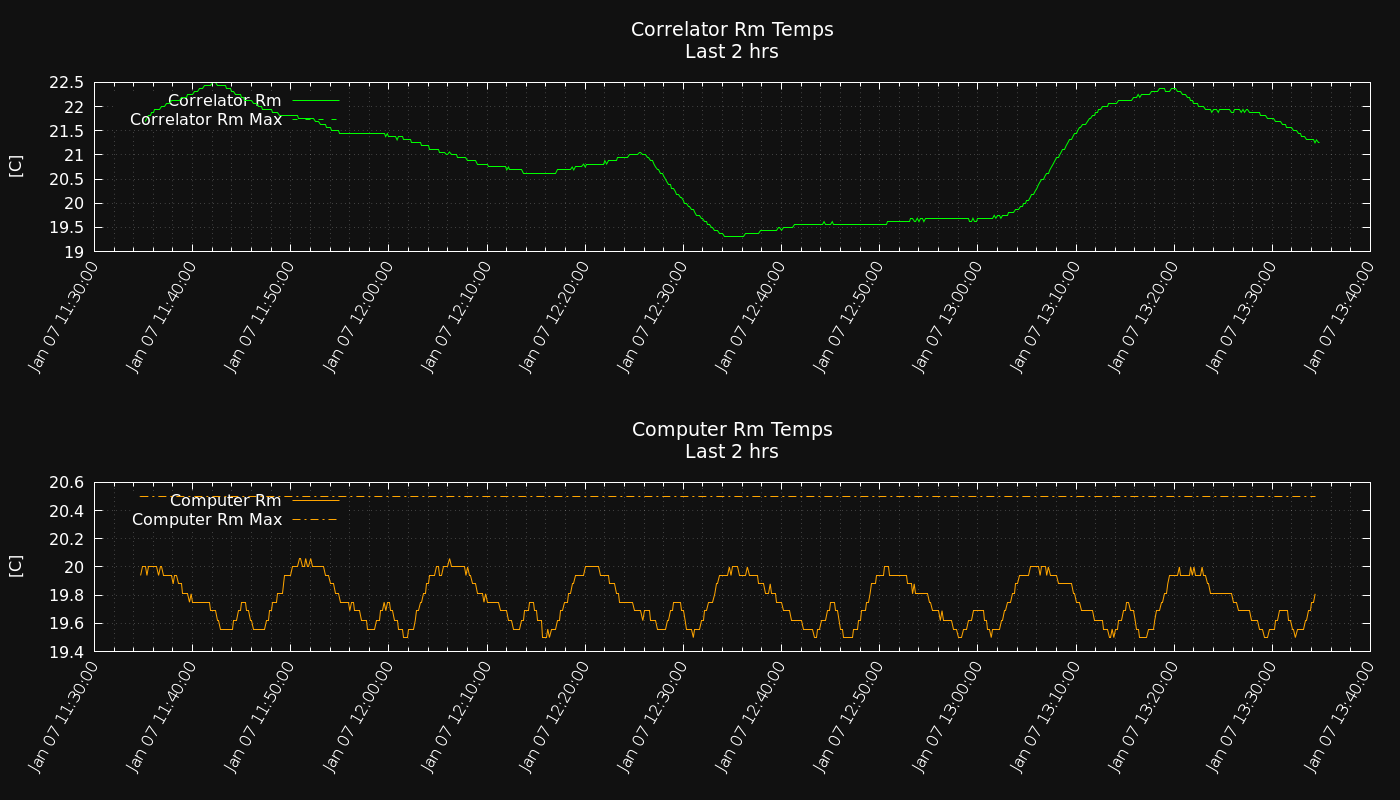 Correlator Rm Temps
Last 2 hrs
[C]
22.5
22
21.5
21
20.5
20
19.5
19
Correlator Rm
Correlator Rm Max
Jan 07 11:30:00
Jan 07 11:40:00
Jan 07 11:50:00
Jan 07 12:00:00
Jan 07 12:10:00
Jan 07 12:20:00
Jan 07 12:30:00
Jan 07 12:40:00
Jan 07 12:50:00
Jan 07 13:00:00
Jan 07 13:10:00
Jan 07 13:20:00
Jan 07 13:30:00
Jan 07 13:40:00
Computer Rm Temps
Last 2 hrs
[C]
20.6
20.4
20.2
20
19.8
19.6
19.4
Computer Rm
Computer Rm Max
Jan 07 11:30:00
Jan 07 11:40:00
Jan 07 11:50:00
Jan 07 12:00:00
Jan 07 12:10:00
Jan 07 12:20:00
Jan 07 12:30:00
Jan 07 12:40:00
Jan 07 12:50:00
Jan 07 13:00:00
Jan 07 13:10:00
Jan 07 13:20:00
Jan 07 13:30:00
Jan 07 13:40:00